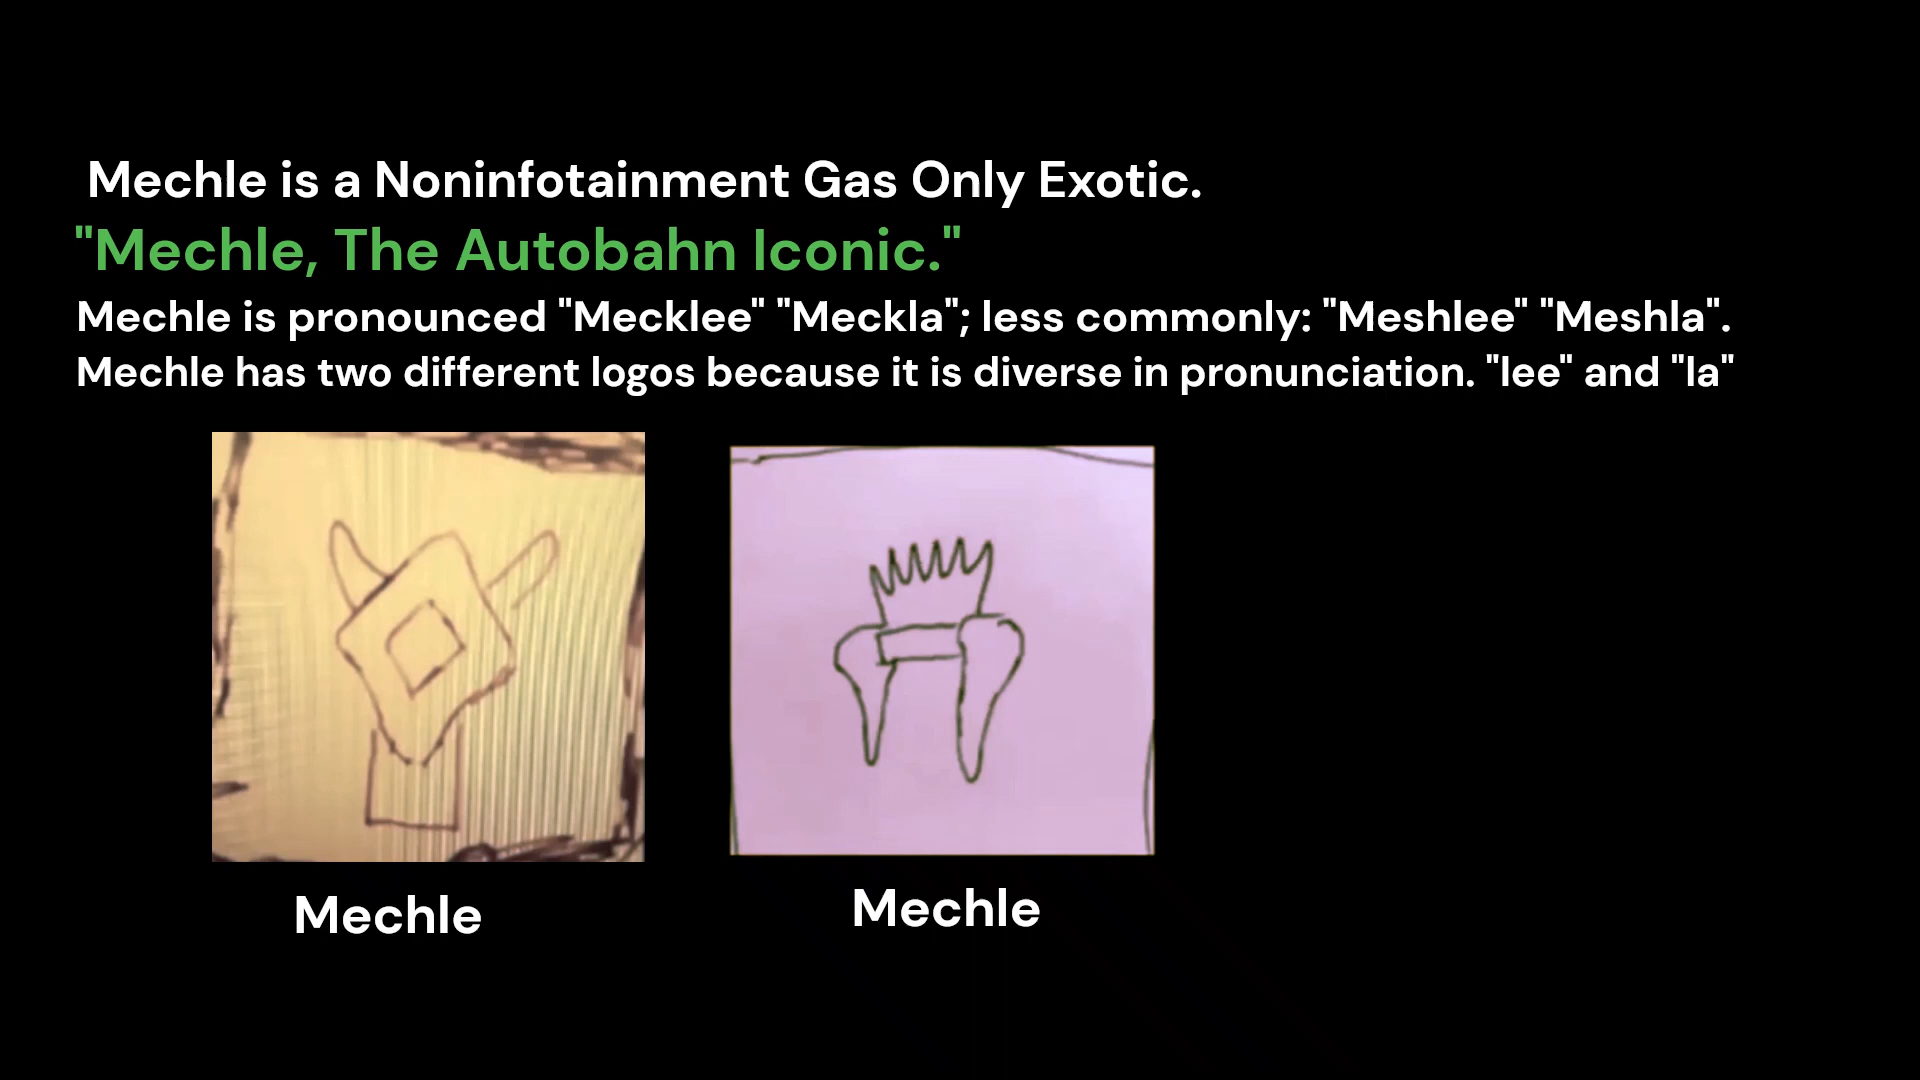 Mechle is a Noninfotainment Gas Only Exotic.
"Mechle, The Autobahn Iconic."
Mechle is pronounced "Mecklee" "Meckla"; less commonly: "Meshlee" "Meshla".
Mechle has two different logos because it is diverse in pronunciation. "lee" and "la"
Mechle
Mechle